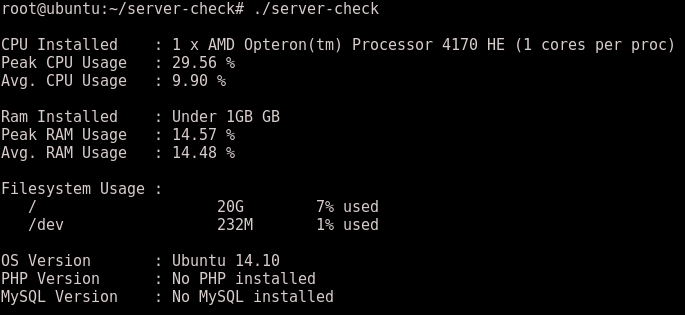 root@ubuntu:~/server-check# ./server-check
CPU Installed    : 1 x AMD Opteron(tm) Processor 4170 HE (1 cores per proc)
Peak CPU Usage   : 29.56 %
Avg. CPU Usage   : 9.90 %
Ram Installed    : Under 1GB GB
Peak RAM Usage   : 14.57 %
Avg. RAM Usage   : 14.48 %
Filesystem Usage :
   /                    20G        7% used
   /dev                 232M       1% used
OS Version       : Ubuntu 14.10
PHP Version      : No PHP installed
MySQL Version    : No MySQL installed